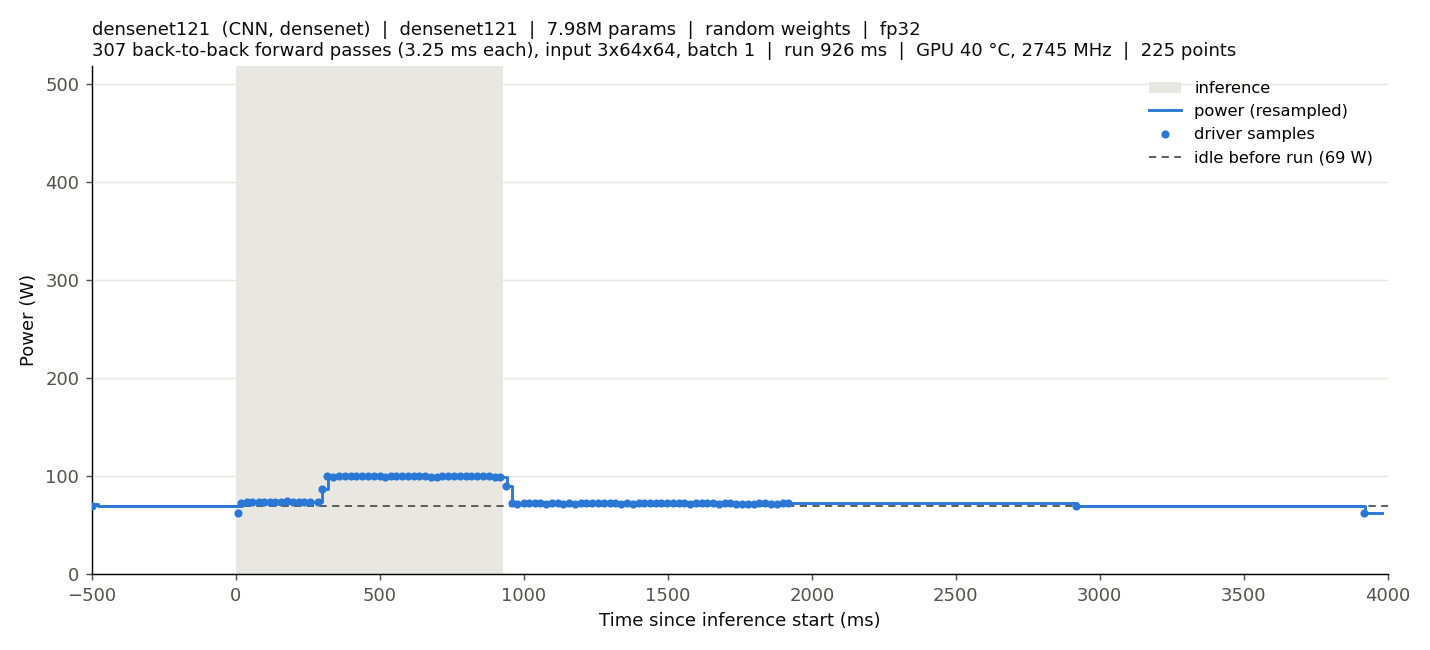 densenet121  (CNN, densenet)  |  densenet121  |  7.98M params  |  random weights  |  fp32
307 back-to-back forward passes (3.25 ms each), input 3x64x64, batch 1  |  run 926 ms  |  GPU 40 °C, 2745 MHz  |  225 points
inference
power (resampled)
driver samples
idle before run (69 W)
Power (W)
500
400
300
200
100
0
−500 0 500 1000 1500 2000 2500 3000 3500 4000
Time since inference start (ms)